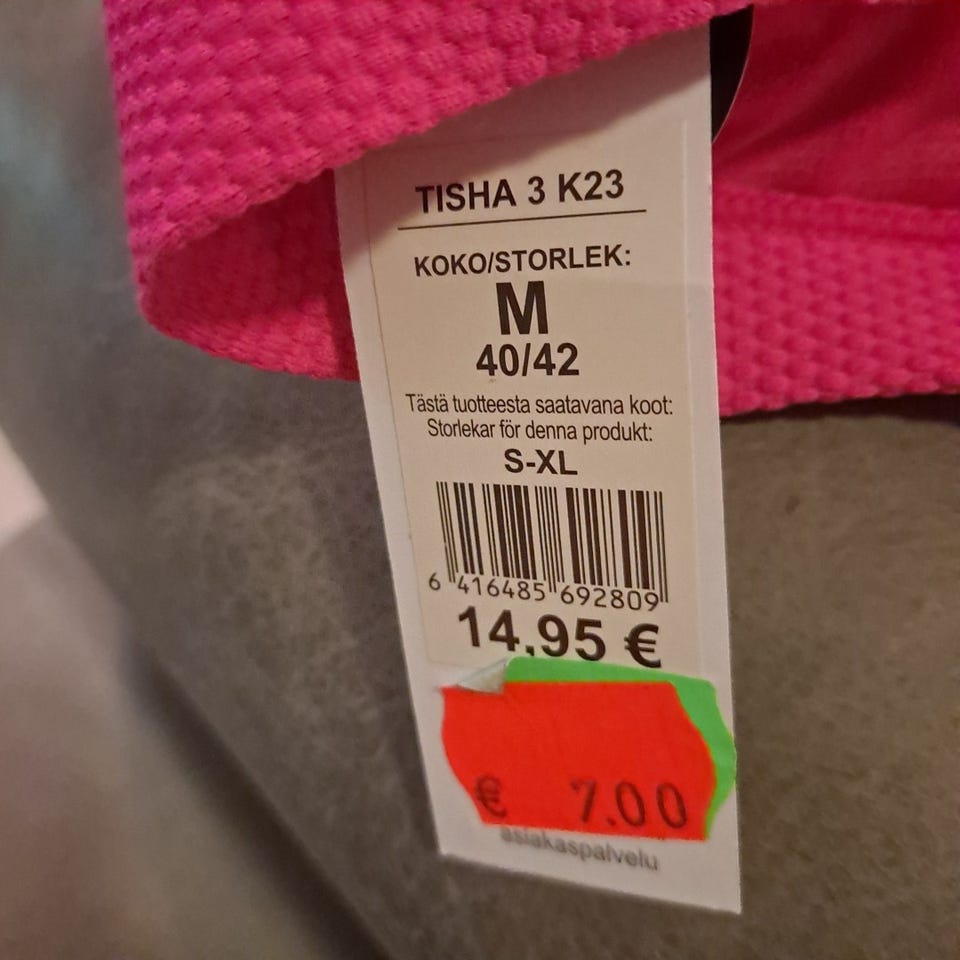 TISHA 3 K23
KOKO/STORLEK:
M
40/42
Tästä tuotteesta saatavana koot:
Storlekar för denna produkt:
S-XL
6 416485 692809
14,95 €
€ 7.00
asiakaspalvelu